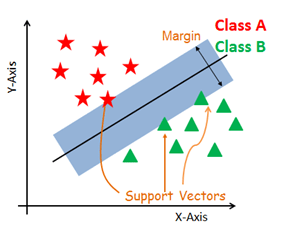 Class A
Class B
Margin
Y-Axis
Support Vectors
X-Axis